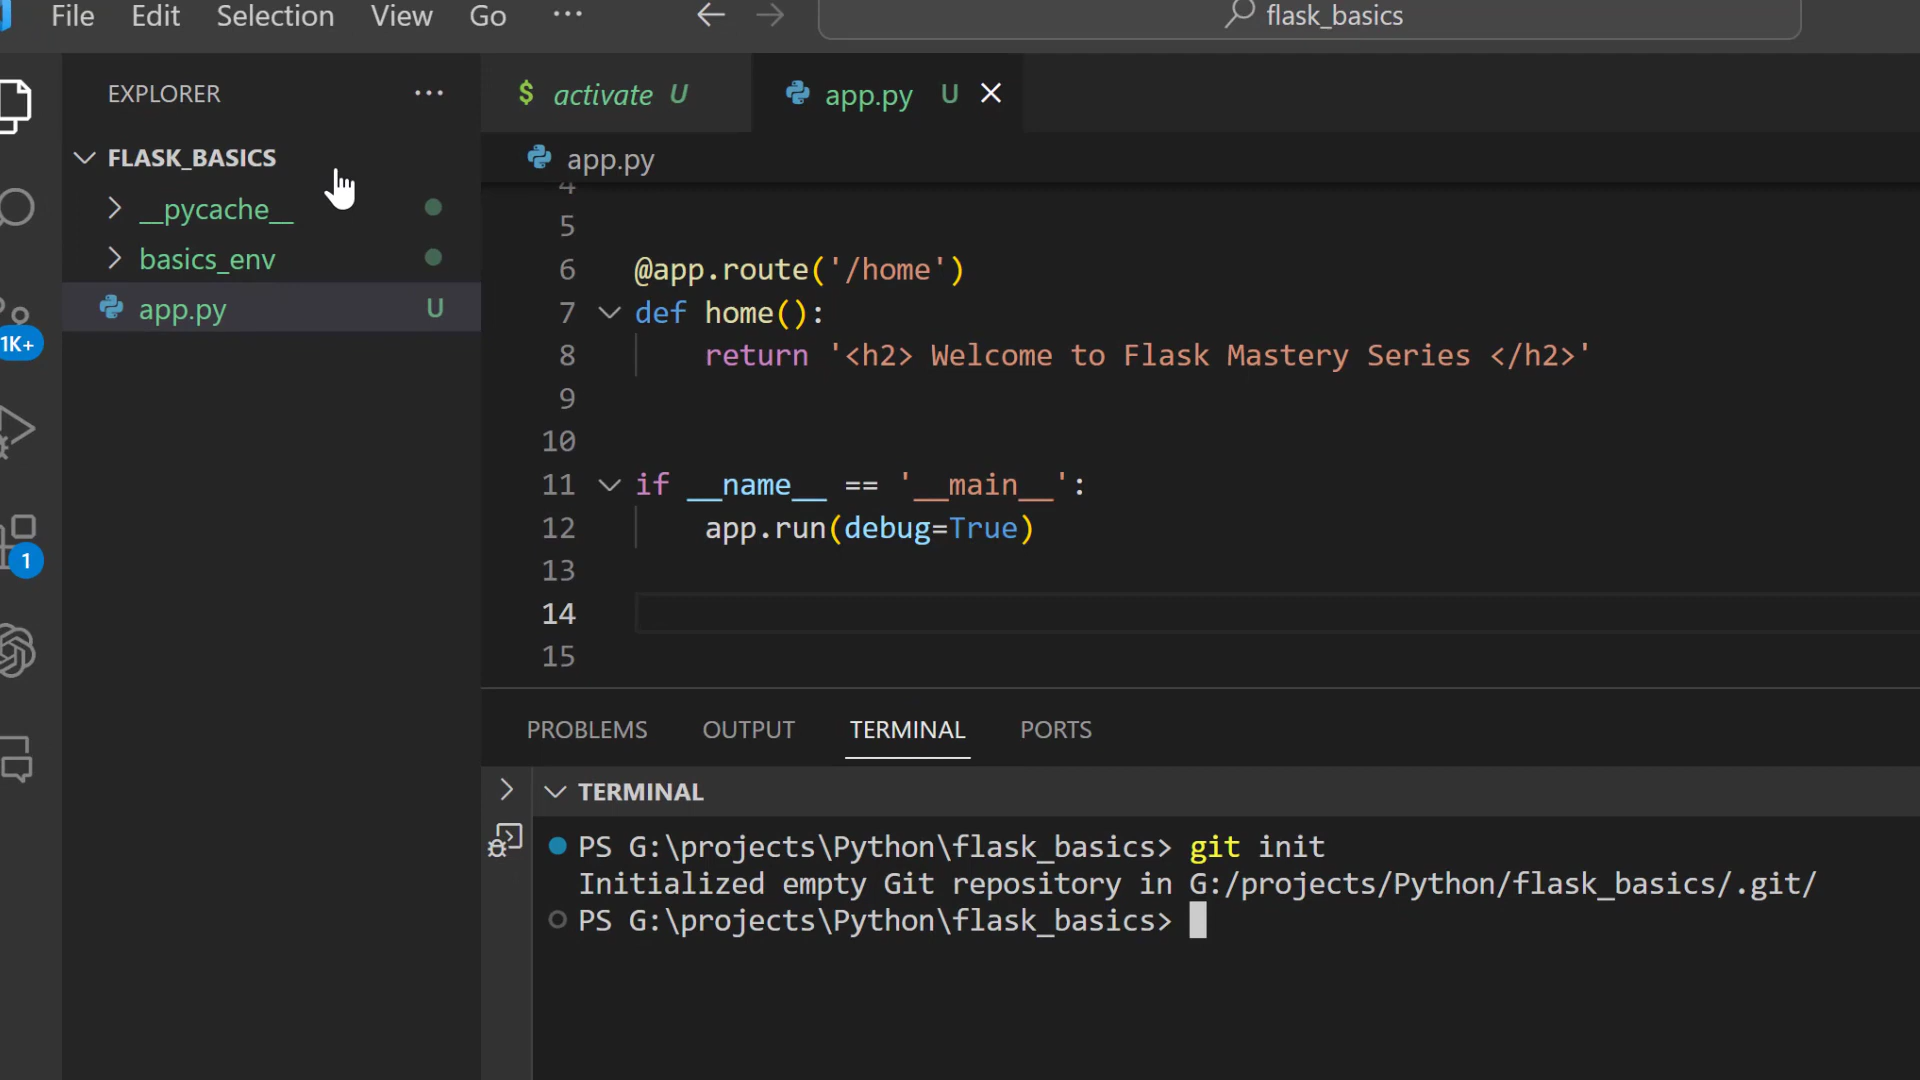 File Edit Selection View Go ··· flask_basics
EXPLORER ···
FLASK_BASICS
__pycache__
basics_env
app.py U
1K+
1
$ activate U app.py U
app.py
4
5
6 @app.route('/home')
7 def home():
8 return '<h2> Welcome to Flask Mastery Series </h2>'
9
10
11 if __name__ == '__main__':
12 app.run(debug=True)
13
14
15
PROBLEMS OUTPUT TERMINAL PORTS
TERMINAL
PS G:\projects\Python\flask_basics> git init
Initialized empty Git repository in G:/projects/Python/flask_basics/.git/
PS G:\projects\Python\flask_basics>